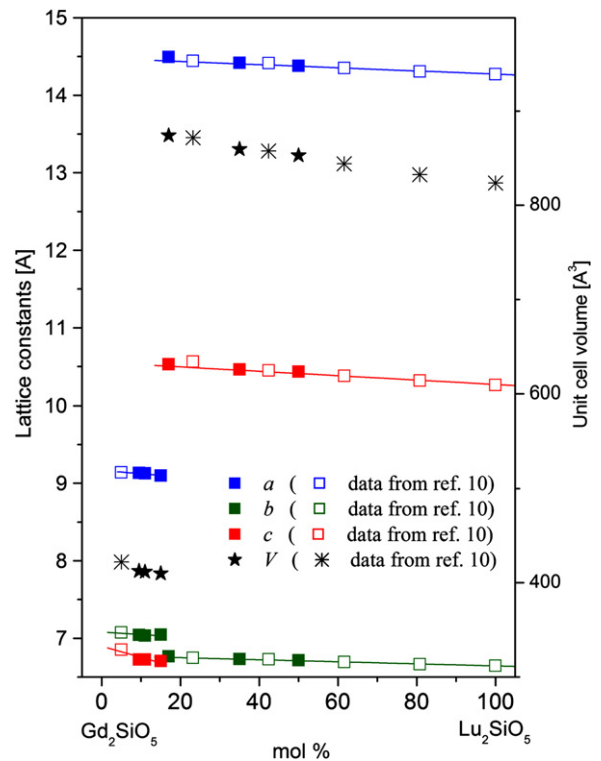 15
14
13
12
11
10
9
8
7
Lattice constants [A]
800
600
400
Unit cell volume [A³]
a ( data from ref. 10)
b ( data from ref. 10)
c ( data from ref. 10)
V ( data from ref. 10)
0 20 40 60 80 100
Gd₂SiO₅ Lu₂SiO₅
mol %